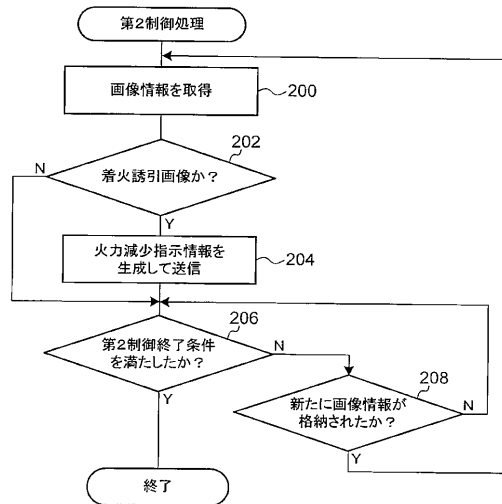 第2制御処理
画像情報を取得
200
202
着火誘引画像か?
N
Y
火力減少指示情報を
生成して送信
204
206
第2制御終了条件
を満たしたか?
N
Y
208
新たに画像情報が
格納されたか?
N
Y
終了